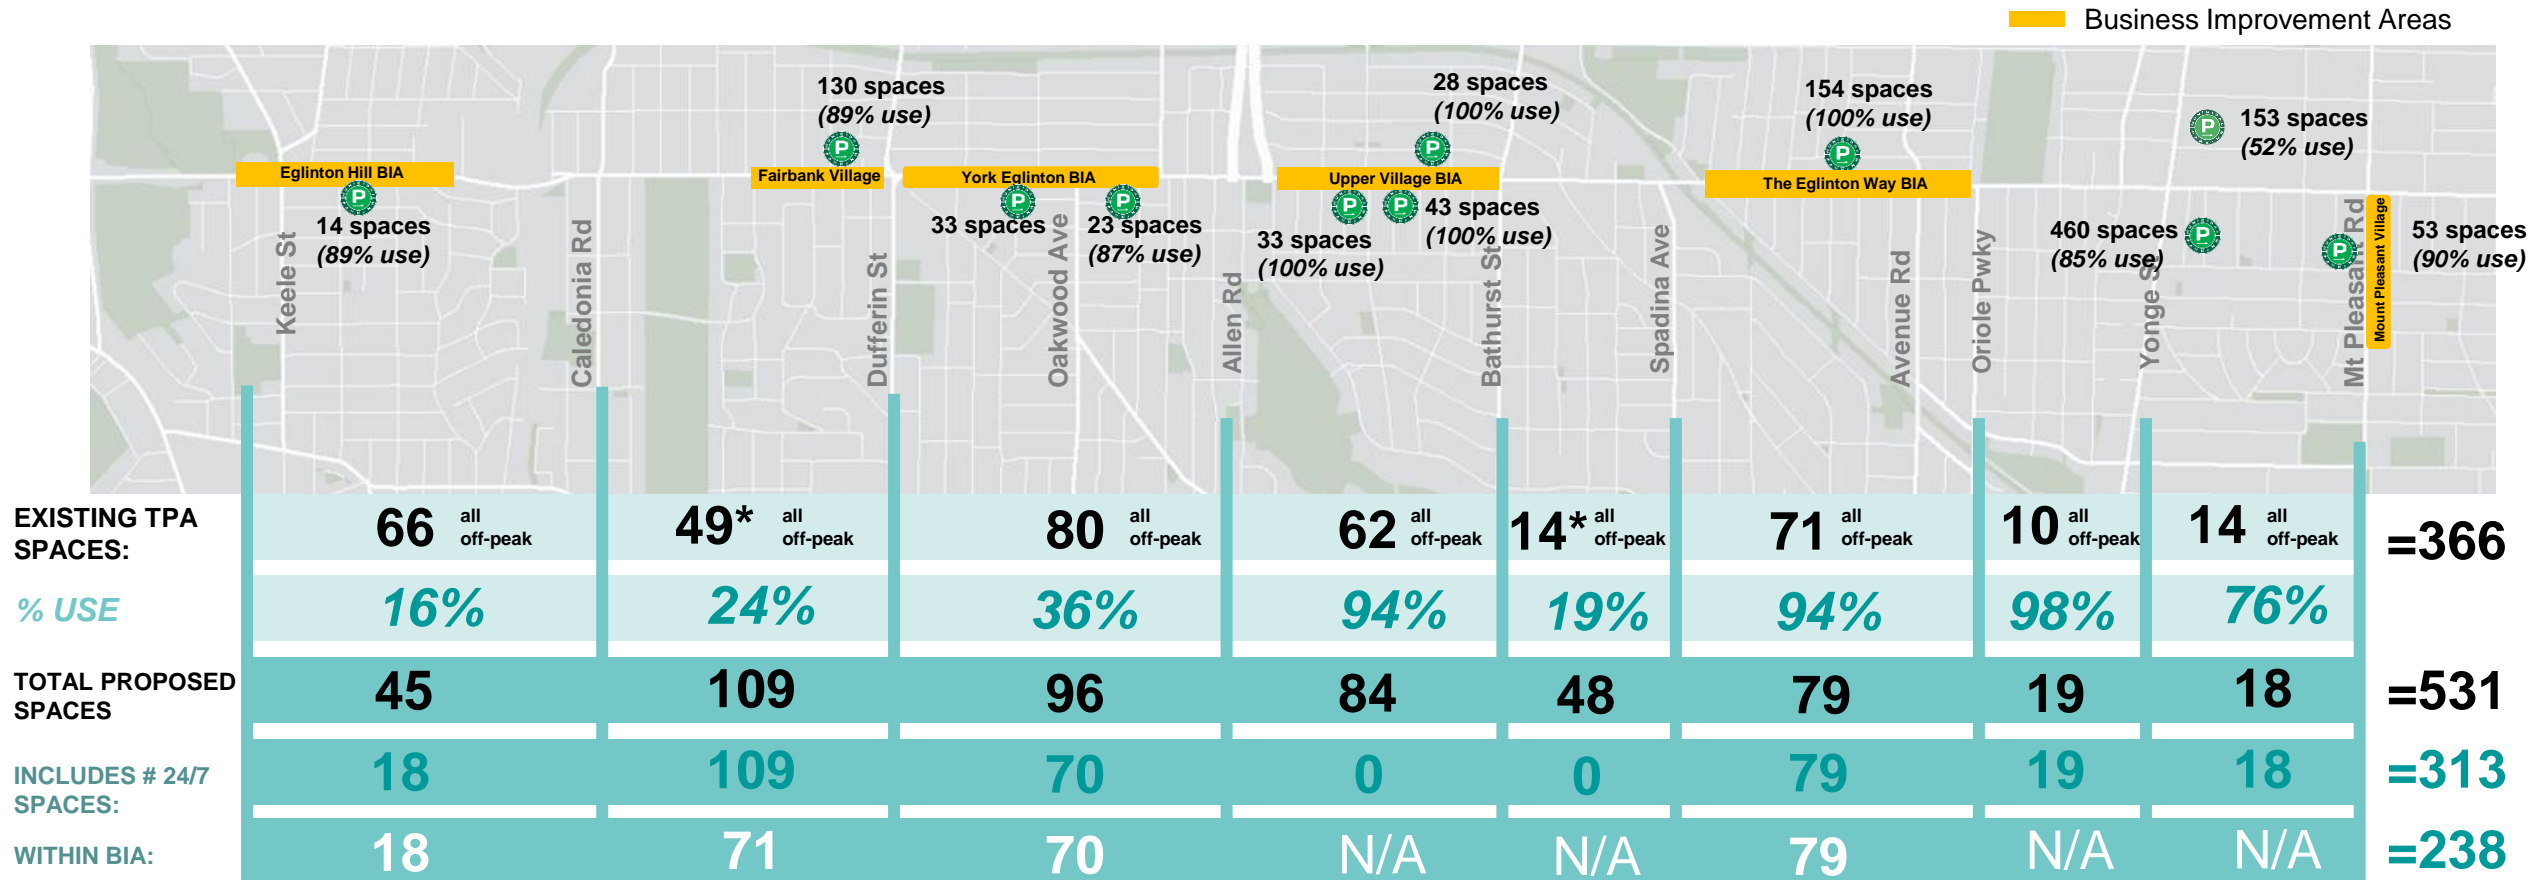 Business Improvement Areas
130 spaces
(89% use)
28 spaces
(100% use)
154 spaces
(100% use)
153 spaces
(52% use)
P
P
P
P
Eglinton Hill BIA
Fairbank Village
York Eglinton BIA
Upper Village BIA
The Eglinton Way BIA
P
P
P
P
P
P
P
14 spaces
(89% use)
33 spaces
23 spaces
(87% use)
33 spaces
(100% use)
43 spaces
(100% use)
460 spaces
(85% use)
53 spaces
(90% use)
Keele St
Caledonia Rd
Dufferin St
Oakwood Ave
Allen Rd
Bathurst St
Spadina Ave
Avenue Rd
Oriole Pwky
Yonge St
Mt Pleasant Rd
Mount Pleasant Village
EXISTING TPA
SPACES:
66 all off-peak
49* all off-peak
80 all off-peak
62 all off-peak
14* all off-peak
71 all off-peak
10 all off-peak
14 all off-peak
=366
% USE
16%
24%
36%
94%
19%
94%
98%
76%
TOTAL PROPOSED
SPACES
45
109
96
84
48
79
19
18
=531
INCLUDES # 24/7
SPACES:
18
109
70
0
0
79
19
18
=313
WITHIN BIA:
18
71
70
N/A
N/A
79
N/A
N/A
=238